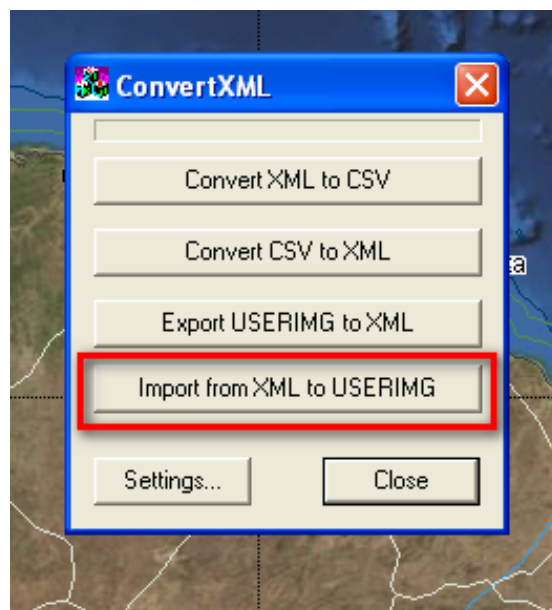 ConvertXML
Convert XML to CSV
Convert CSV to XML
Export USERIMG to XML
Import from XML to USERIMG
Settings...
Close